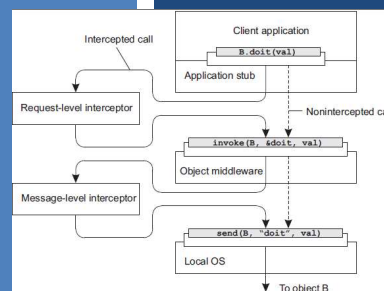 Client application
Intercepted call
B.doit(val)
Application stub
Request-level interceptor
Nonintercepted
invoke(B, &doit, val)
Object middleware
Message-level interceptor
send(B, "doit", val)
Local OS
To object B